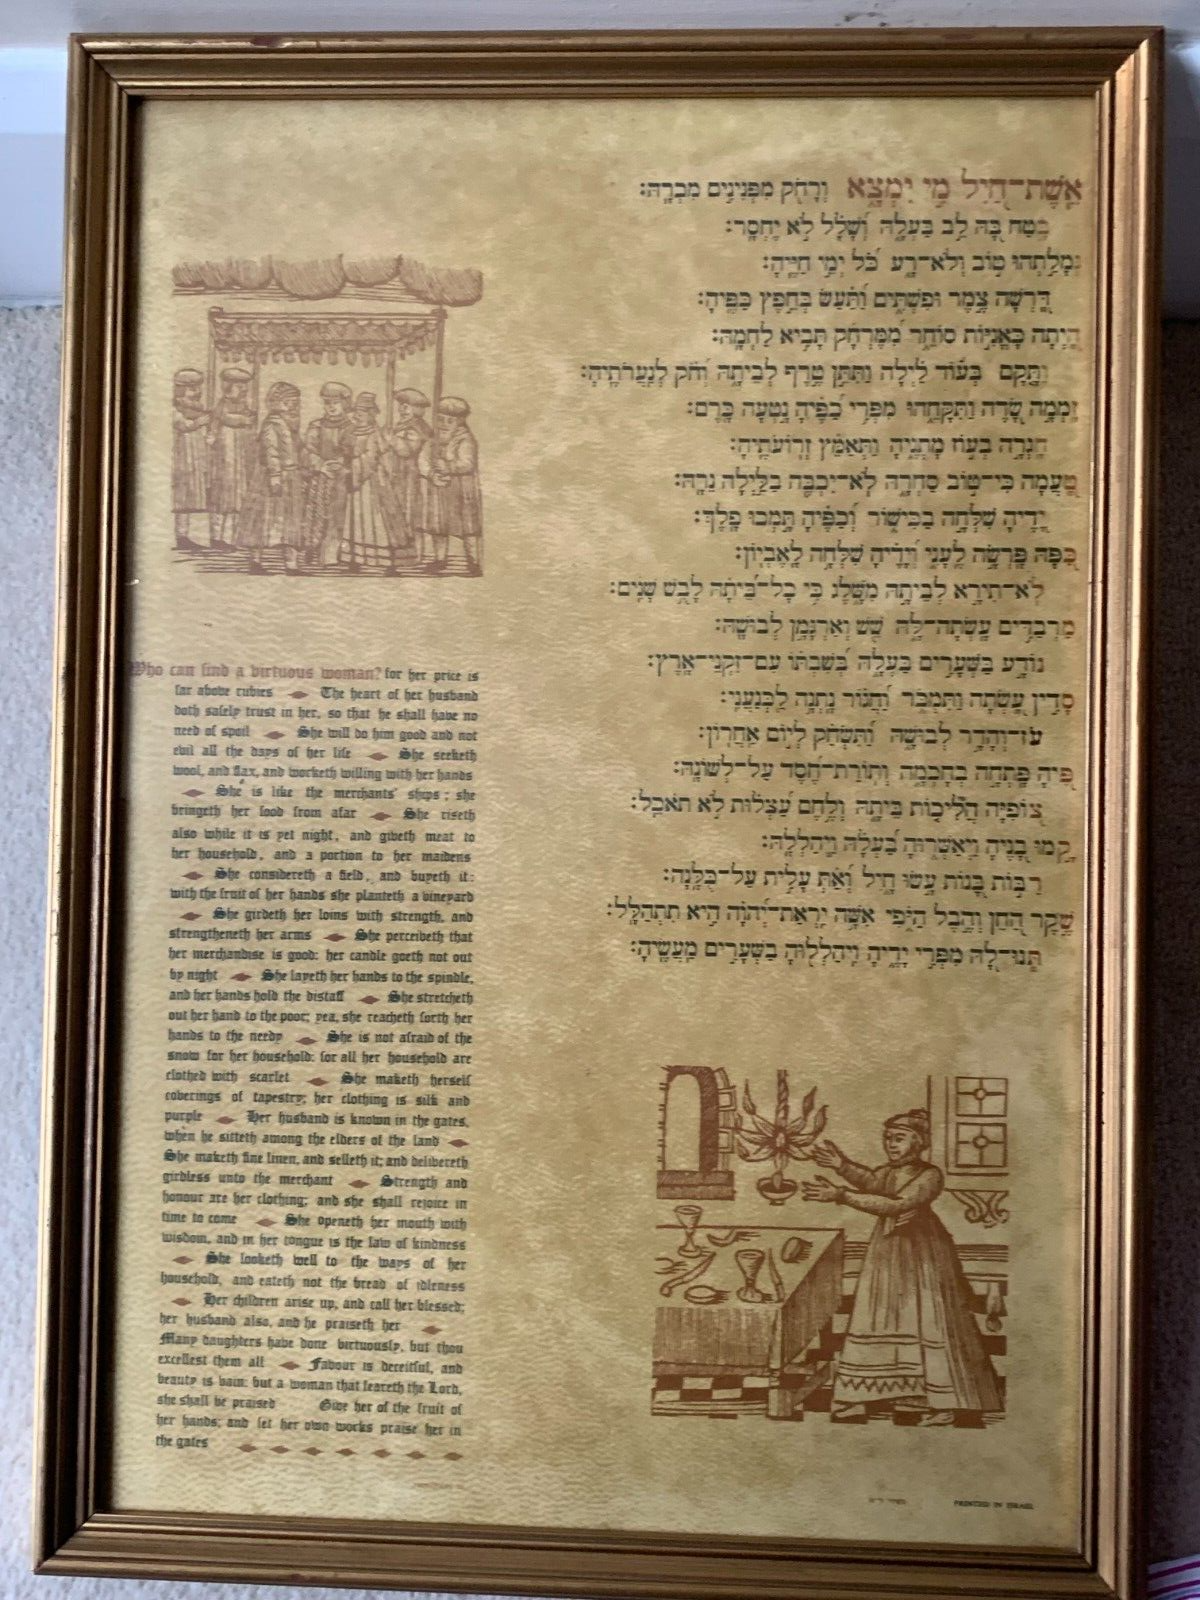 אֵֽשֶׁת־חַ֭יִל מִ֣י יִמְצָ֑א וְרָחֹ֖ק מִפְּנִינִ֣ים מִכְרָֽהּ׃
בָּ֣טַח בָּ֭הּ לֵ֣ב בַּעְלָ֑הּ וְ֝שָׁלָ֗ל לֹ֣א יֶחְסָֽר׃
גְּמָלַ֣תְהוּ ט֣וֹב וְלֹא־רָ֑ע כֹּ֝֗ל יְמֵ֣י חַיֶּֽיהָ׃
דָּ֭רְשָׁה צֶ֣מֶר וּפִשְׁתִּ֑ים וַ֝תַּ֗עַשׂ בְּחֵ֣פֶץ כַּפֶּֽיהָ׃
הָ֭יְתָה כׇּאֳנִיּ֣וֹת סוֹחֵ֑ר מִ֝מֶּרְחָ֗ק תָּבִ֥יא לַחְמָֽהּ׃
וַתָּ֤קׇם בְּע֬וֹד לַ֗יְלָה וַתִּתֵּ֣ן טֶ֣רֶף לְבֵיתָ֑הּ וְ֝חֹ֗ק לְנַעֲרֹתֶֽיהָ׃
זָמְמָ֣ה שָׂ֭דֶה וַתִּקָּחֵ֑הוּ מִפְּרִ֥י כַ֝פֶּ֗יהָ נָ֣טְעָה כָּֽרֶם׃
חָגְרָ֣ה בְע֣וֹז מׇתְנֶ֑יהָ וַ֝תְּאַמֵּ֗ץ זְרוֹעֹתֶֽיהָ׃
טָ֭עֲמָה כִּי־ט֣וֹב סַחְרָ֑הּ לֹֽא־יִכְבֶּ֖ה בַלַּ֣יְלָה נֵרָֽהּ׃
יָ֭דֶיהָ שִׁלְּחָ֣ה בַכִּישׁ֑וֹר וְ֝כַפֶּ֗יהָ תָּ֣מְכוּ פָֽלֶךְ׃
כַּ֭פָּהּ פָּרְשָׂ֣ה לֶעָנִ֑י וְ֝יָדֶ֗יהָ שִׁלְּחָ֥ה לָאֶבְיֽוֹן׃
לֹא־תִירָ֣א לְבֵיתָ֣הּ מִשָּׁ֑לֶג כִּ֥י כׇל־בֵּ֝יתָ֗הּ לָבֻ֥שׁ שָׁנִֽים׃
מַרְבַדִּ֥ים עָֽשְׂתָה־לָּ֑הּ שֵׁ֖שׁ וְאַרְגָּמָ֣ן לְבוּשָֽׁהּ׃
נוֹדָ֣ע בַּשְּׁעָרִ֣ים בַּעְלָ֑הּ בְּ֝שִׁבְתּ֗וֹ עִם־זִקְנֵי־אָֽרֶץ׃
סָדִ֣ין עָ֭שְׂתָה וַתִּמְכֹּ֑ר וַ֝חֲג֗וֹר נָתְנָ֥ה לַֽכְּנַעֲנִֽי׃
עֹז־וְהָדָ֥ר לְבוּשָׁ֑הּ וַ֝תִּשְׂחַ֗ק לְי֣וֹם אַחֲרֽוֹן׃
פִּ֭יהָ פָּתְחָ֣ה בְחׇכְמָ֑ה וְת֥וֹרַת־חֶ֝֗סֶד עַל־לְשׁוֹנָֽהּ׃
צ֭וֹפִיָּה הֲלִיכ֣וֹת בֵּיתָ֑הּ וְלֶ֥חֶם עַ֝צְל֗וּת לֹ֣א תֹאכֵֽל׃
קָ֣מוּ בָ֭נֶיהָ וַֽיְאַשְּׁר֑וּהָ בַּ֝עְלָ֗הּ וַֽיְהַלְלָֽהּ׃
רַבּ֣וֹת בָּ֭נוֹת עָ֣שׂוּ חָ֑יִל וְ֝אַ֗תְּ עָלִ֥ית עַל־כֻּלָּֽנָה׃
שֶׁ֣קֶר הַ֭חֵן וְהֶ֣בֶל הַיֹּ֑פִי אִשָּׁ֥ה יִרְאַת־יְ֝הֹוָ֗ה הִ֣יא תִתְהַלָּֽל׃
תְּנוּ־לָ֭הּ מִפְּרִ֣י יָדֶ֑יהָ וִיהַלְל֖וּהָ בַשְּׁעָרִ֣ים מַעֲשֶֽׂיהָ׃
Who can find a virtuous woman? for her price is
far above rubies The heart of her husband
doth safely trust in her, so that he shall have no
need of spoil She will do him good and not
evil all the days of her life She seeketh
wool, and flax, and worketh willing with her hands
She is like the merchants' ships; she
bringeth her food from afar She riseth
also while it is yet night, and giveth meat to
her household, and a portion to her maidens
She considereth a field, and buyeth it:
with the fruit of her hands she planteth a vineyard
She girdeth her loins with strength, and
strengtheneth her arms She perceiveth that
her merchandise is good: her candle goeth not out
by night She layeth her hands to the spindle,
and her hands hold the distaff She stretcheth
out her hand to the poor; yea, she reacheth forth her
hands to the needy She is not afraid of the
snow for her household: for all her household are
clothed with scarlet She maketh herself
coverings of tapestry; her clothing is silk and
purple Her husband is known in the gates,
when he sitteth among the elders of the land
She maketh fine linen, and selleth it; and delivereth
girdless unto the merchant Strength and
honour are her clothing; and she shall rejoice in
time to come She openeth her mouth with
wisdom, and in her tongue is the law of kindness
She looketh well to the ways of her
household, and eateth not the bread of idleness
Her children arise up, and call her blessed;
her husband also, and he praiseth her
Many daughters have done virtuously, but thou
excellest them all Favour is deceitful, and
beauty is vain: but a woman that feareth the Lord,
she shall be praised Give her of the fruit of
her hands; and let her own works praise her in
the gates
PRINTED IN ISRAEL